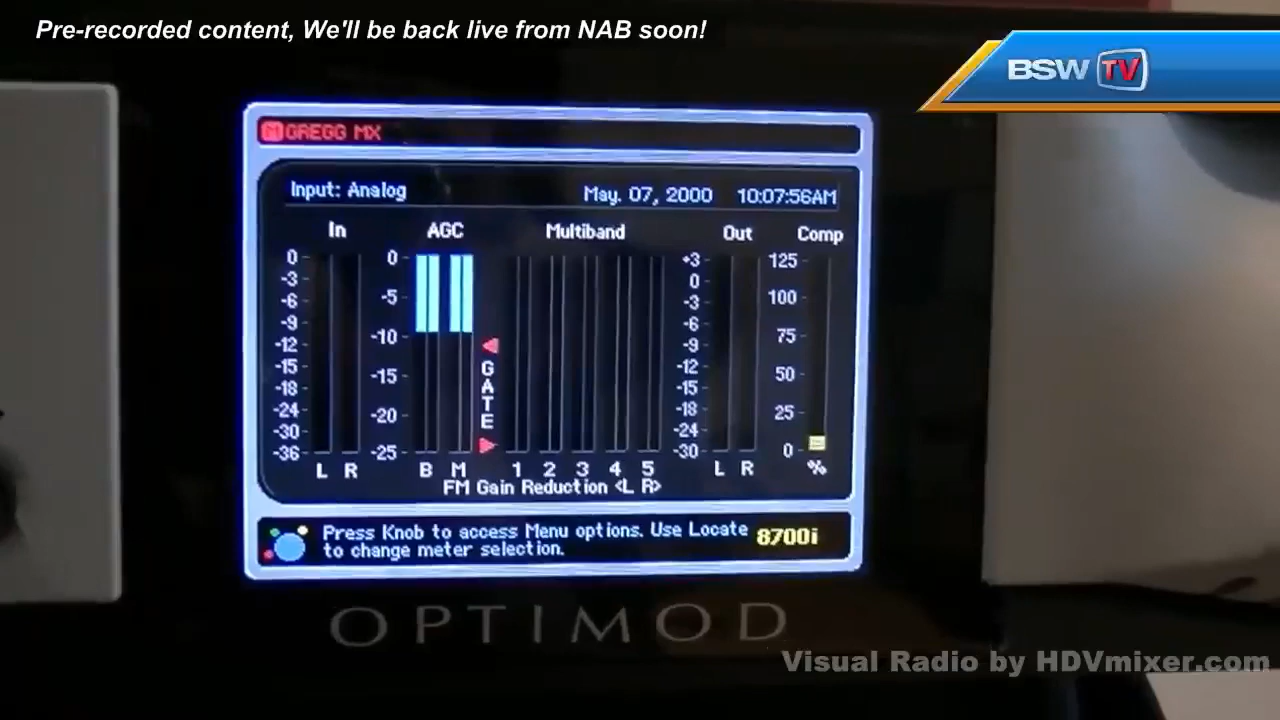 Pre-recorded content, We'll be back live from NAB soon!
BSW TV
M GREGG MX
Input: Analog May. 07, 2000 10:07:56AM
In AGC Multiband Out Comp
0 0 +3 125
-3 -5 0 100
-6 -10 -3 75
-9 -15 -6 50
-12 -20 -9 25
-15 -25 -12 0
-18 -15
-24 -18
-30 -24
-36 -30
GATE
L R B M 1 2 3 4 5 L R %
FM Gain Reduction <L R>
Press Knob to access Menu options. Use Locate
to change meter selection.
8700i
OPTIMOD
Visual Radio by HDVmixer.com